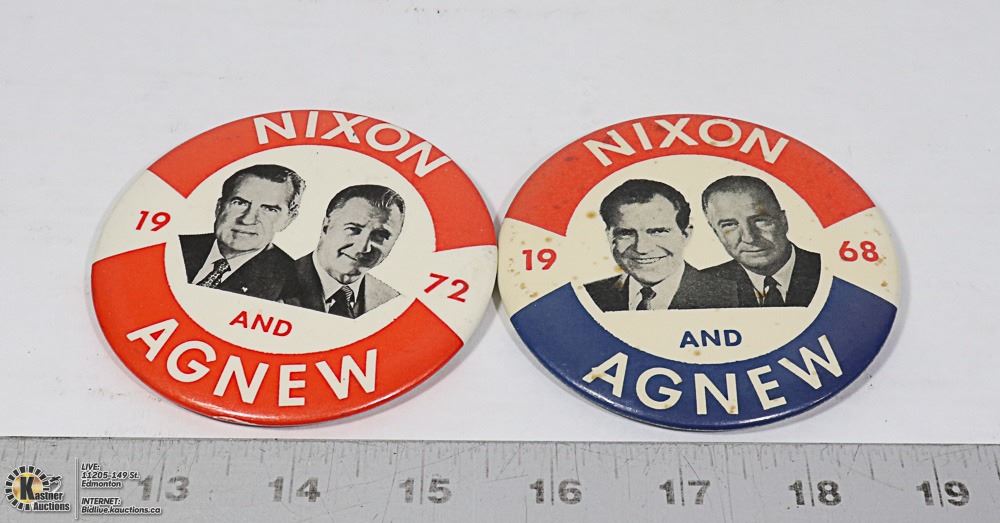 NIXON
19 72
AND
AGNEW
NIXON
19 68
AND
AGNEW
13 14 15 16 17 18 19
Kastner
Auctions
LIVE:
11205-149 St.
Edmonton
INTERNET:
Bidlive.kauctions.ca